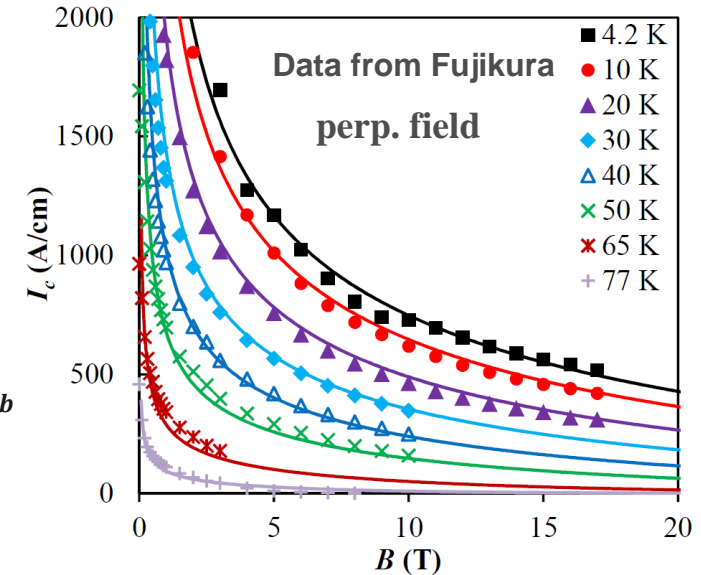 2000
1500
1000
500
0
I_c (A/cm)
b
Data from Fujikura
perp. field
4.2 K
10 K
20 K
30 K
40 K
50 K
65 K
77 K
0 5 10 15 20
B (T)